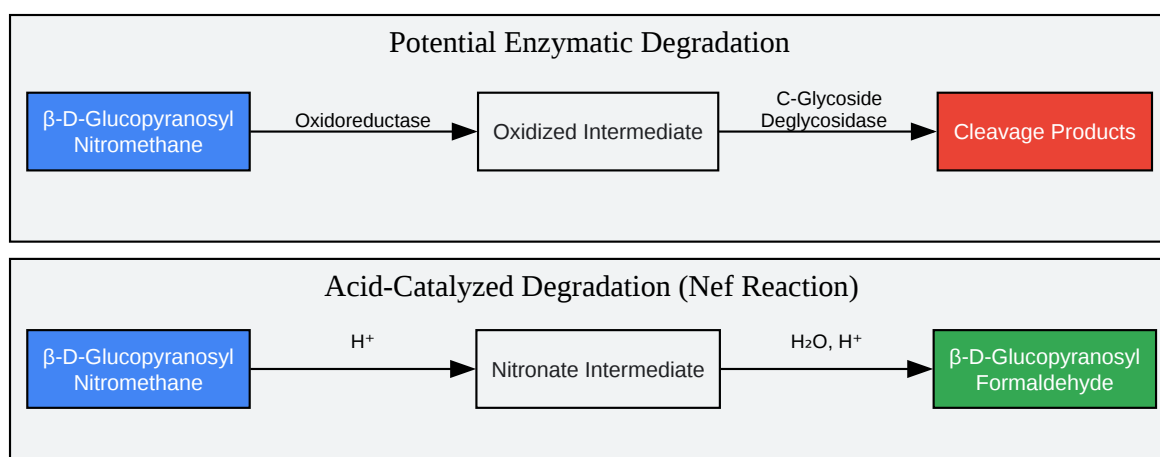 Potential Enzymatic Degradation
β-D-Glucopyranosyl
Nitromethane
Oxidoreductase
Oxidized Intermediate
C-Glycoside
Deglycosidase
Cleavage Products
Acid-Catalyzed Degradation (Nef Reaction)
β-D-Glucopyranosyl
Nitromethane
H⁺
Nitronate Intermediate
H₂O, H⁺
β-D-Glucopyranosyl
Formaldehyde